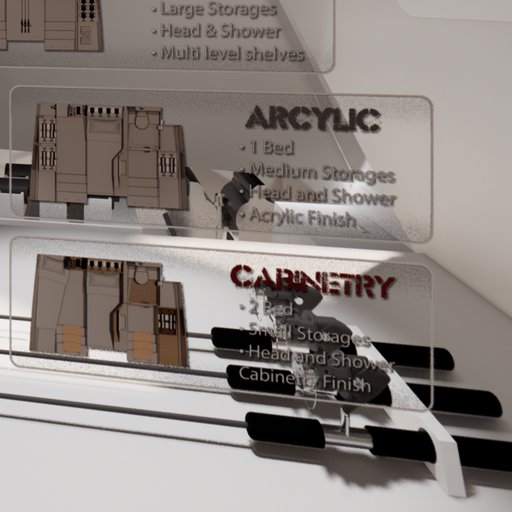 • Large Storages
• Head & Shower
• Multi level shelves
ARCYLIC
• 1 Bed
• Medium Storages
• Head and Shower
• Acrylic Finish
CABINETRY
• 2 Bed
• Small Storages
• Head and Shower
Cabinetry Finish